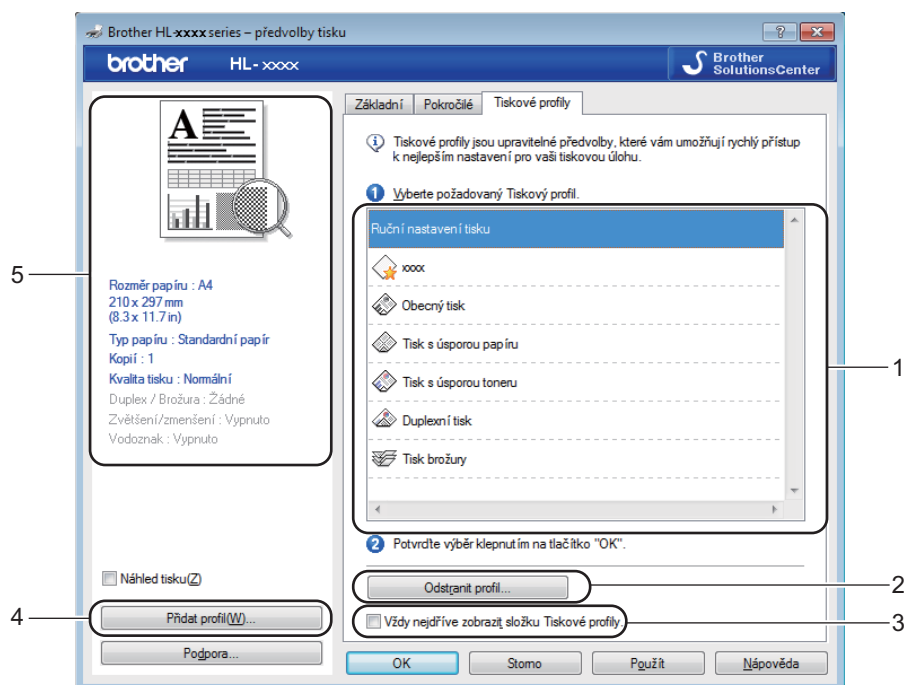 Brother HL-xxxx series – předvolby tisku
brother HL-xxxx
Brother
SolutionsCenter
Základní Pokročilé Tiskové profily
Tiskové profily jsou upravitelné předvolby, které vám umožňují rychlý přístup
k nejlepším nastavení pro vaši tiskovou úlohu.
1 Vyberte požadovaný Tiskový profil.
Ruční nastavení tisku
xxxx
Obecný tisk
Tisk s úsporou papíru
Tisk s úsporou toneru
Duplexní tisk
Tisk brožury
2 Potvrďte výběr klepnutím na tlačítko "OK".
Odstranit profil...
Vždy nejdříve zobrazit složku Tiskové profily.
A
Rozměr papíru : A4
210 x 297 mm
(8.3 x 11.7 in)
Typ papíru : Standardní papír
Kopií : 1
Kvalita tisku : Normální
Duplex / Brožura : Žádné
Zvětšení/zmenšení : Vypnuto
Vodoznak : Vypnuto
Náhled tisku(Z)
Přidat profil(W)...
Podpora...
OK Storno Použít Nápověda
1
2
3
4
5